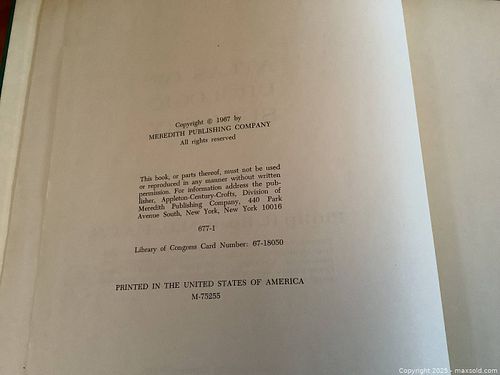 Copyright © 1967 by
MEREDITH PUBLISHING COMPANY
All rights reserved
This book, or parts thereof, must not be used
or reproduced in any manner without written
permission. For information address the pub-
lisher, Appleton-Century-Crofts, Division of
Meredith Publishing Company, 440 Park
Avenue South, New York, New York 10016
677-1
Library of Congress Card Number: 67-18050
PRINTED IN THE UNITED STATES OF AMERICA
M-75255
Copyright 2025 - maxsold.com